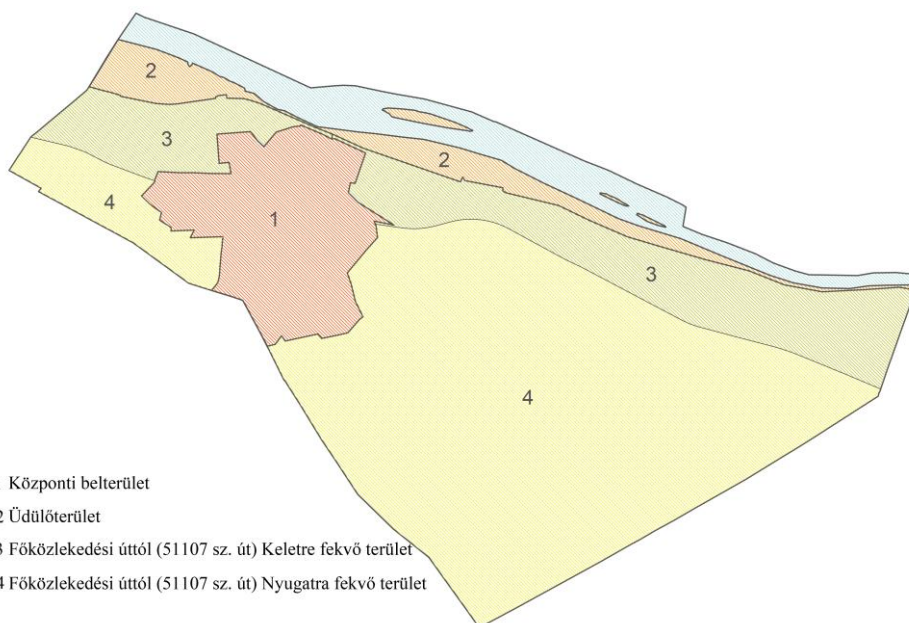 2
3
2
4
1
3
4
Központi belterület
2 Üdülőterület
3 Főközlekedési úttól (51107 sz. út) Keletre fekvő terület
4 Főközlekedési úttól (51107 sz. út) Nyugatra fekvő terület